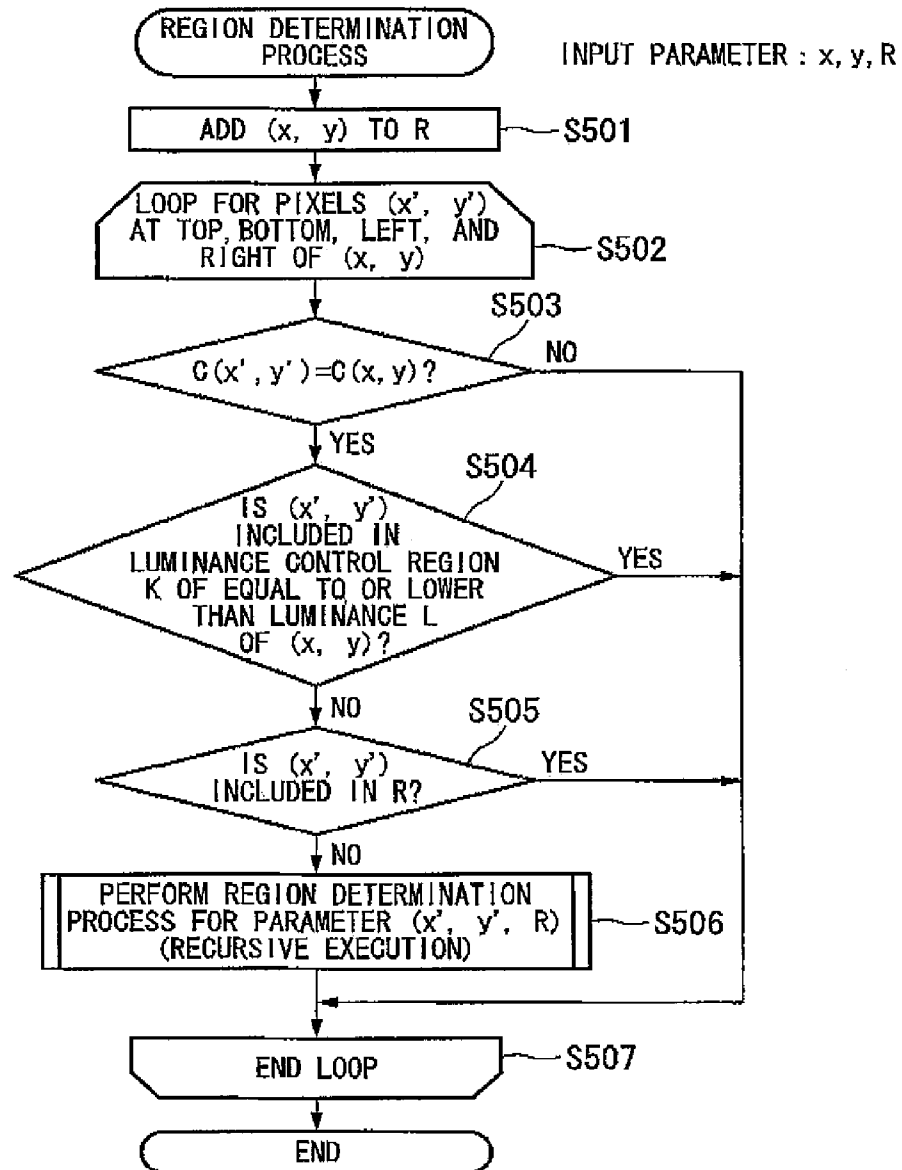 REGION DETERMINATION
PROCESS
INPUT PARAMETER : x, y, R
ADD (x, y) TO R
S501
LOOP FOR PIXELS (x', y')
AT TOP, BOTTOM, LEFT, AND
RIGHT OF (x, y)
S502
S503
C(x', y')=C(x, y)?
NO
YES
S504
IS (x', y')
INCLUDED IN
LUMINANCE CONTROL REGION
K OF EQUAL TO OR LOWER
THAN LUMINANCE L
OF (x, y)?
YES
NO
S505
IS (x', y')
INCLUDED IN R?
YES
NO
PERFORM REGION DETERMINATION
PROCESS FOR PARAMETER (x', y', R)
(RECURSIVE EXECUTION)
S506
END LOOP
S507
END